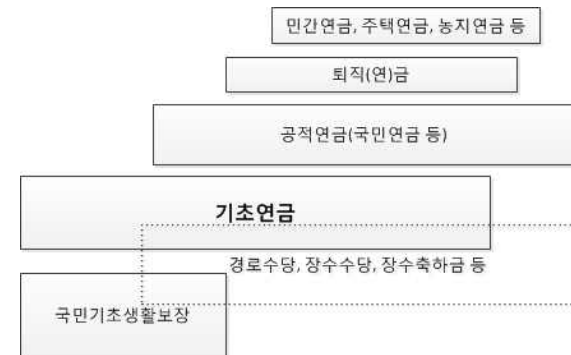 민간연금, 주택연금, 농지연금 등
퇴직(연)금
공적연금(국민연금 등)
기초연금
경로수당, 장수수당, 장수축하금 등
국민기초생활보장